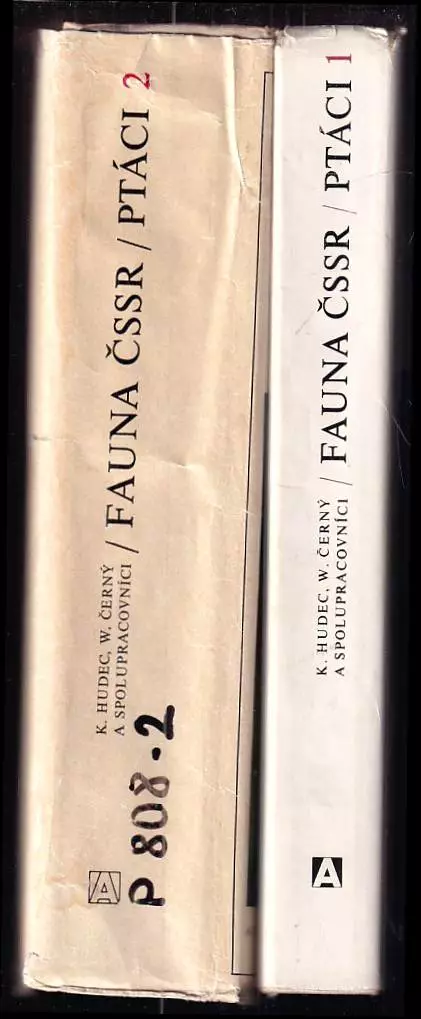 K. HUDEC, W. ČERNÝ
A SPOLUPRACOVNÍCI / FAUNA ČSSR / PTÁCI 2
A
P 808-2
K. HUDEC, W. ČERNÝ
A SPOLUPRACOVNÍCI / FAUNA ČSSR / PTÁCI 1
A